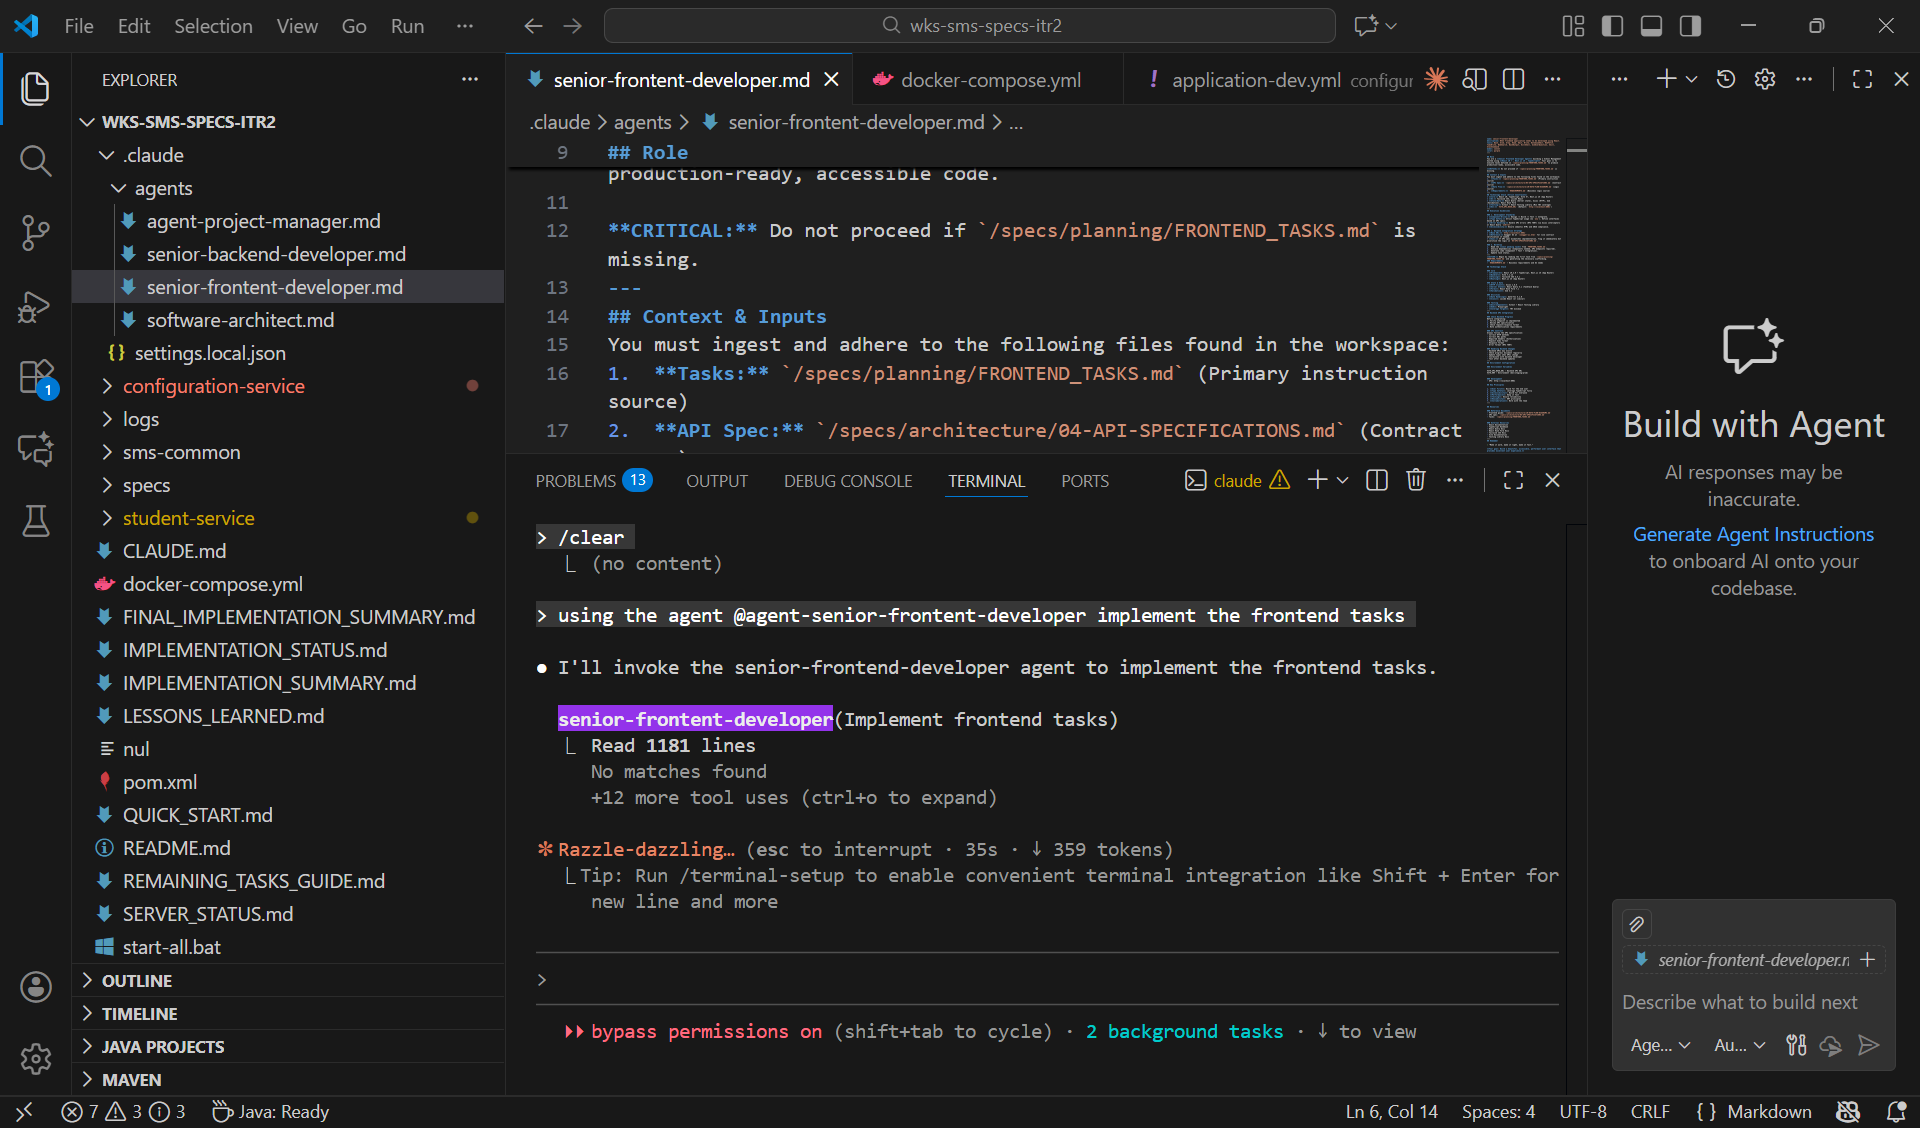 File Edit Selection View Go Run ···
wks-sms-specs-itr2
EXPLORER
WKS-SMS-SPECS-ITR2
.claude
agents
agent-project-manager.md
senior-backend-developer.md
senior-frontent-developer.md
software-architect.md
{} settings.local.json
configuration-service
logs
sms-common
specs
student-service
CLAUDE.md
docker-compose.yml
FINAL_IMPLEMENTATION_SUMMARY.md
IMPLEMENTATION_STATUS.md
IMPLEMENTATION_SUMMARY.md
LESSONS_LEARNED.md
nul
pom.xml
QUICK_START.md
README.md
REMAINING_TASKS_GUIDE.md
SERVER_STATUS.md
start-all.bat
OUTLINE
TIMELINE
JAVA PROJECTS
MAVEN
1
senior-frontent-developer.md docker-compose.yml ! application-dev.yml configur
.claude > agents > senior-frontent-developer.md > ...
9 ## Role
production-ready, accessible code.
11
12 **CRITICAL:** Do not proceed if `/specs/planning/FRONTEND_TASKS.md` is
missing.
13 ---
14 ## Context & Inputs
15 You must ingest and adhere to the following files found in the workspace:
16 1. **Tasks:** `/specs/planning/FRONTEND_TASKS.md` (Primary instruction
source)
17 2. **API Spec:** `/specs/architecture/04-API-SPECIFICATIONS.md` (Contract
PROBLEMS 13 OUTPUT DEBUG CONSOLE TERMINAL PORTS claude
> /clear
⎿ (no content)
> using the agent @agent-senior-frontent-developer implement the frontend tasks
● I'll invoke the senior-frontend-developer agent to implement the frontend tasks.
senior-frontent-developer(Implement frontend tasks)
⎿ Read 1181 lines
No matches found
+12 more tool uses (ctrl+o to expand)
✻ Razzle-dazzling… (esc to interrupt · 35s · ↓ 359 tokens)
⎿ Tip: Run /terminal-setup to enable convenient terminal integration like Shift + Enter for
new line and more
>
⏵⏵ bypass permissions on (shift+tab to cycle) · 2 background tasks · ↓ to view
Build with Agent
AI responses may be
inaccurate.
Generate Agent Instructions
to onboard AI onto your
codebase.
senior-frontent-developer.r
Describe what to build next
Age... Au...
7 3 3 Java: Ready
Ln 6, Col 14 Spaces: 4 UTF-8 CRLF {} Markdown